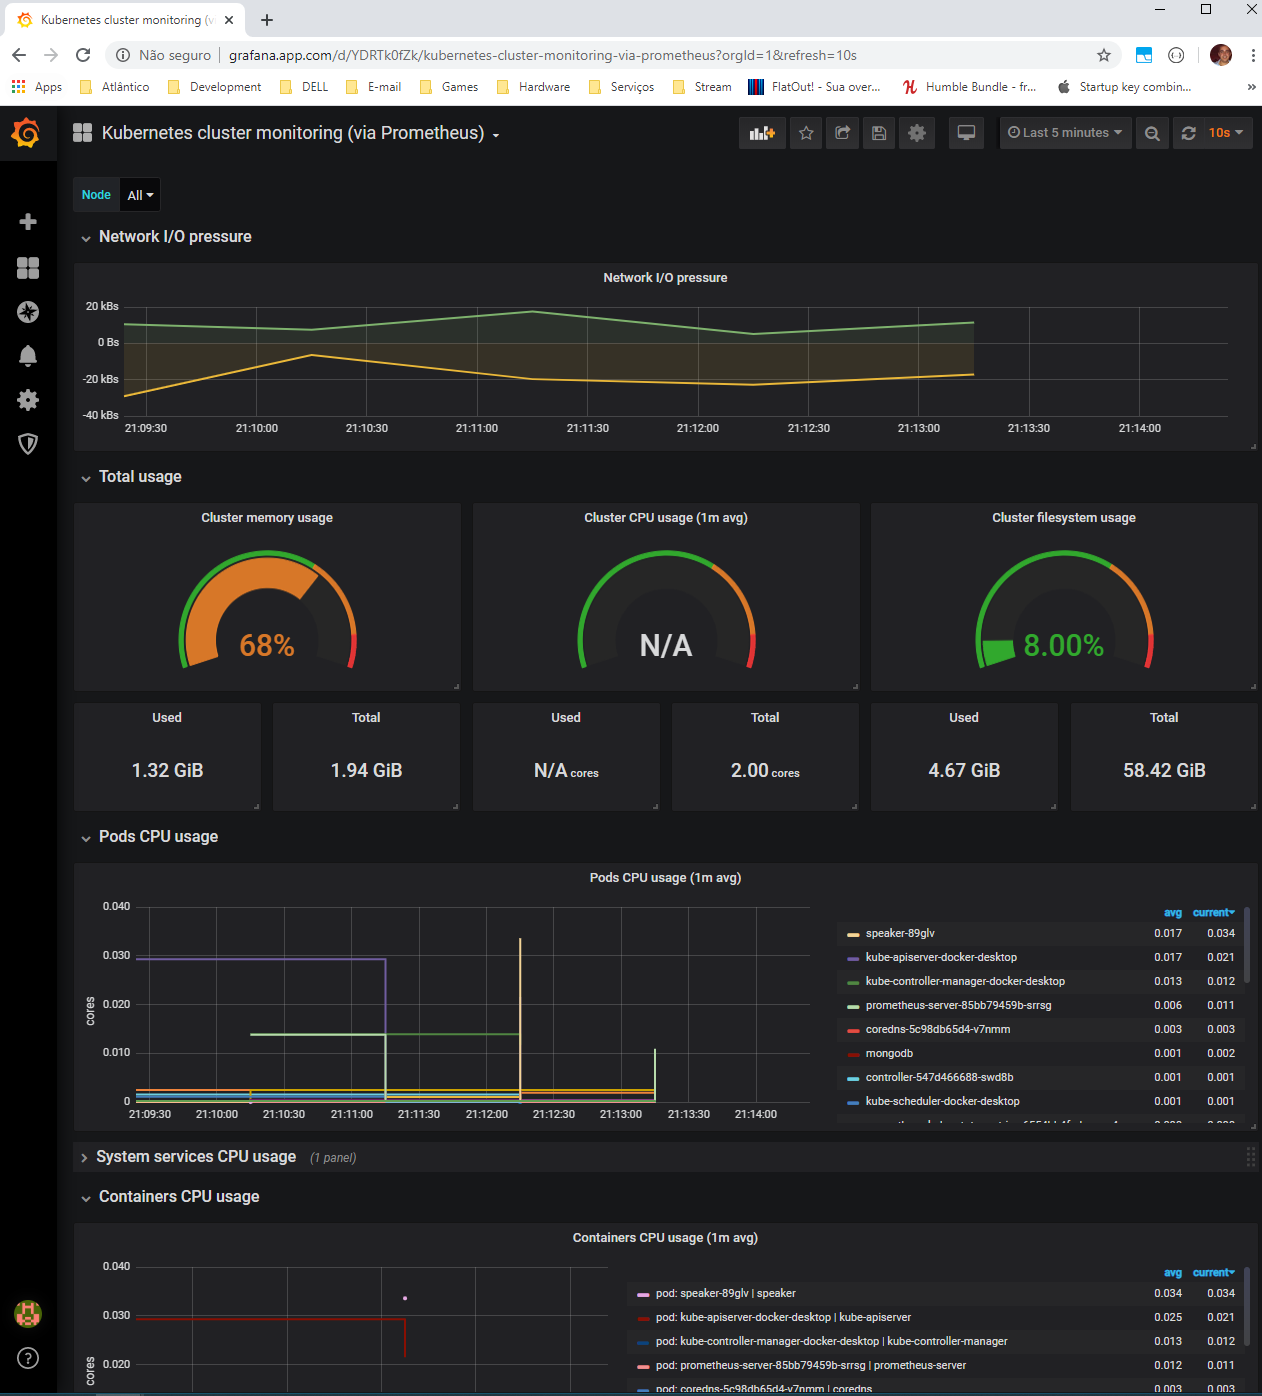 Kubernetes cluster monitoring (vi
Não seguro
grafana.app.com/d/YDRTk0fZk/kubernetes-cluster-monitoring-via-prometheus?orgId=1&refresh=10s
Apps Atlântico Development DELL E-mail Games Hardware Serviços Stream FlatOut! - Sua over... Humble Bundle - fr... Startup key combin... »
Kubernetes cluster monitoring (via Prometheus)
Last 5 minutes 10s
Node All
Network I/O pressure
Network I/O pressure
20 kBs
0 Bs
-20 kBs
-40 kBs
21:09:30 21:10:00 21:10:30 21:11:00 21:11:30 21:12:00 21:12:30 21:13:00 21:13:30 21:14:00
Total usage
Cluster memory usage Cluster CPU usage (1m avg) Cluster filesystem usage
68% N/A 8.00%
Used Total Used Total Used Total
1.32 GiB 1.94 GiB N/A cores 2.00 cores 4.67 GiB 58.42 GiB
Pods CPU usage
Pods CPU usage (1m avg)
cores
0.040
0.030
0.020
0.010
0
21:09:30 21:10:00 21:10:30 21:11:00 21:11:30 21:12:00 21:12:30 21:13:00 21:13:30 21:14:00
avg current
speaker-89glv 0.017 0.034
kube-apiserver-docker-desktop 0.017 0.021
kube-controller-manager-docker-desktop 0.013 0.012
prometheus-server-85bb79459b-srrsg 0.006 0.011
coredns-5c98db65d4-v7nmm 0.003 0.003
mongodb 0.001 0.002
controller-547d466688-swd8b 0.001 0.001
kube-scheduler-docker-desktop 0.001 0.001
System services CPU usage (1 panel)
Containers CPU usage
Containers CPU usage (1m avg)
cores
0.040
0.030
0.020
avg current
pod: speaker-89glv | speaker 0.034 0.034
pod: kube-apiserver-docker-desktop | kube-apiserver 0.025 0.021
pod: kube-controller-manager-docker-desktop | kube-controller-manager 0.013 0.012
pod: prometheus-server-85bb79459b-srrsg | prometheus-server 0.012 0.011
pod: coredns-5c98db65d4-v7nmm | coredns 0.003 0.003